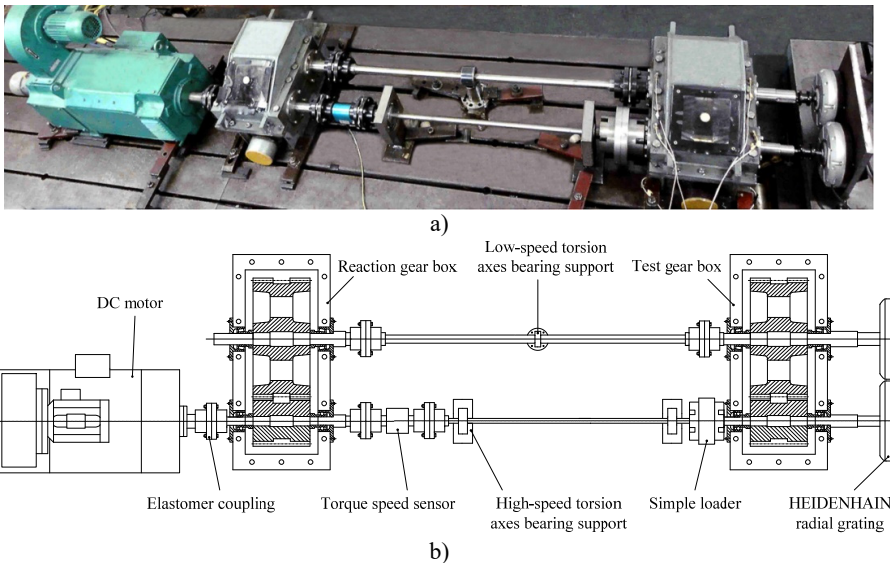 a)
Low-speed torsion
axes bearing support
Reaction gear box
Test gear box
DC motor
Elastomer coupling
Torque speed sensor
High-speed torsion
axes bearing support
Simple loader
HEIDENHAIN
radial grating
b)